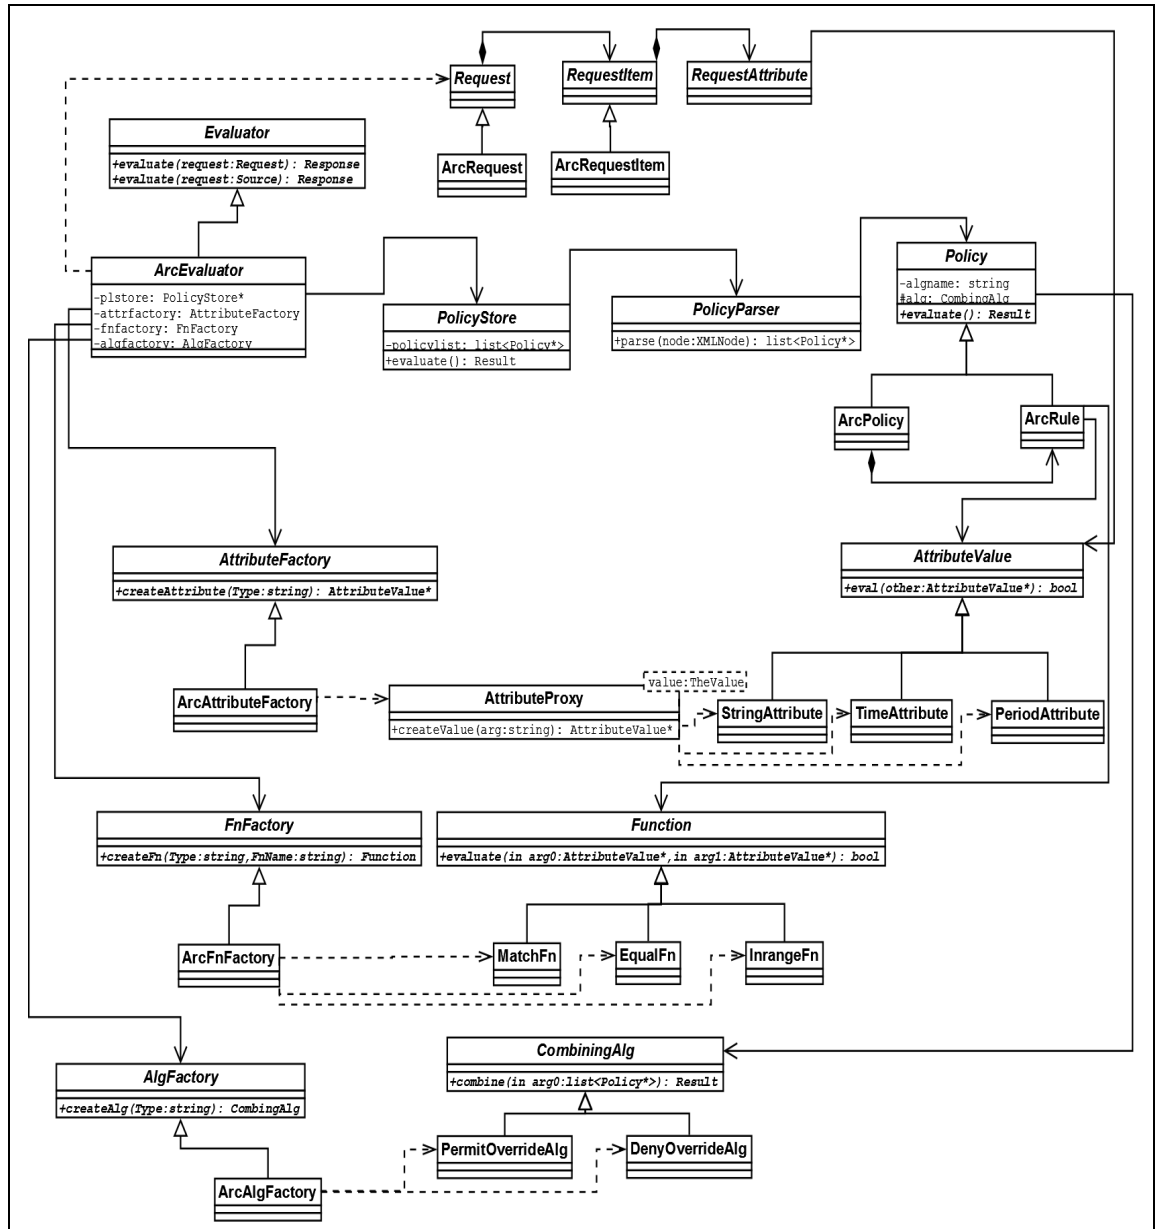 Request
RequestItem
RequestAttribute
Evaluator
+evaluate(request:Request): Response
+evaluate(request:Source): Response
ArcRequest
ArcRequestItem
ArcEvaluator
-plstore: PolicyStore*
-attrfactory: AttributeFactory
-fnfactory: FnFactory
-algfactory: AlgFactory
PolicyStore
-policylist: list<Policy*>
+evaluate(): Result
PolicyParser
+parse(node:XMLNode): list<Policy*>
Policy
-algname: string
#alg: CombingAlg
+evaluate(): Result
ArcPolicy
ArcRule
AttributeFactory
+createAttribute(Type:string): AttributeValue*
AttributeValue
+eval(other:AttributeValue*): bool
ArcAttributeFactory
AttributeProxy
value:TheValue
+createValue(arg:string): AttributeValue*
StringAttribute
TimeAttribute
PeriodAttribute
FnFactory
+createFn(Type:string,FnName:string): Function
Function
+evaluate(in arg0:AttributeValue*,in arg1:AttributeValue*): bool
ArcFnFactory
MatchFn
EqualFn
InrangeFn
AlgFactory
+createAlg(Type:string): CombingAlg
CombiningAlg
+combine(in arg0:list<Policy*>): Result
PermitOverrideAlg
DenyOverrideAlg
ArcAlgFactory